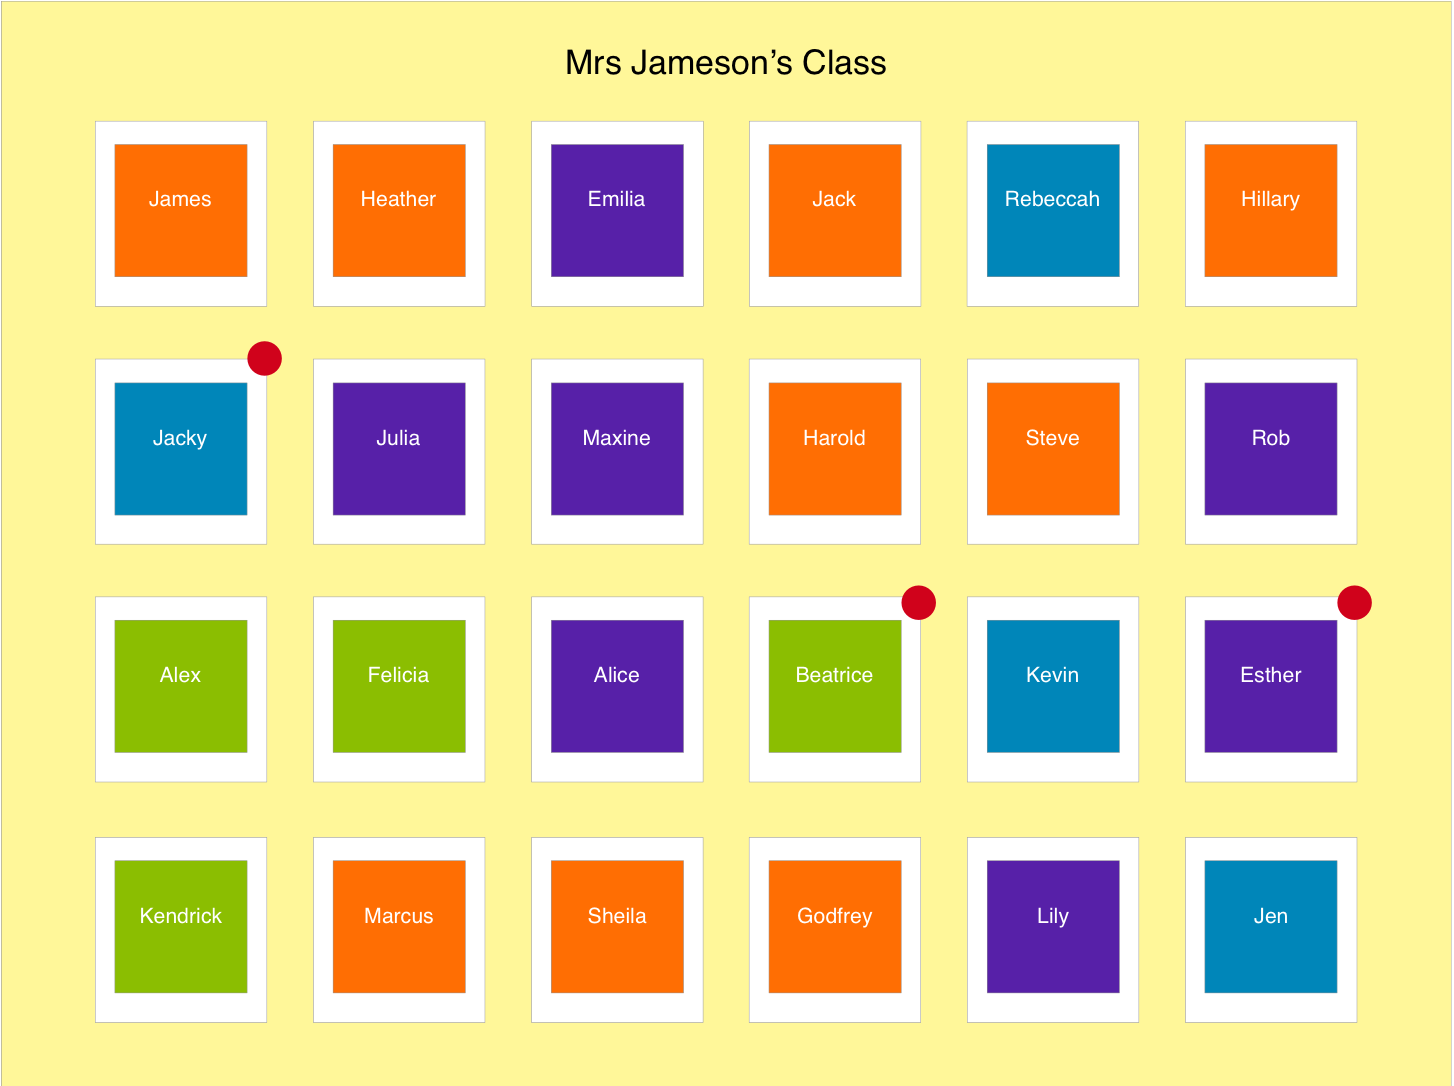 Mrs Jameson’s Class
James
Heather
Emilia
Jack
Rebeccah
Hillary
Jacky
Julia
Maxine
Harold
Steve
Rob
Alex
Felicia
Alice
Beatrice
Kevin
Esther
Kendrick
Marcus
Sheila
Godfrey
Lily
Jen